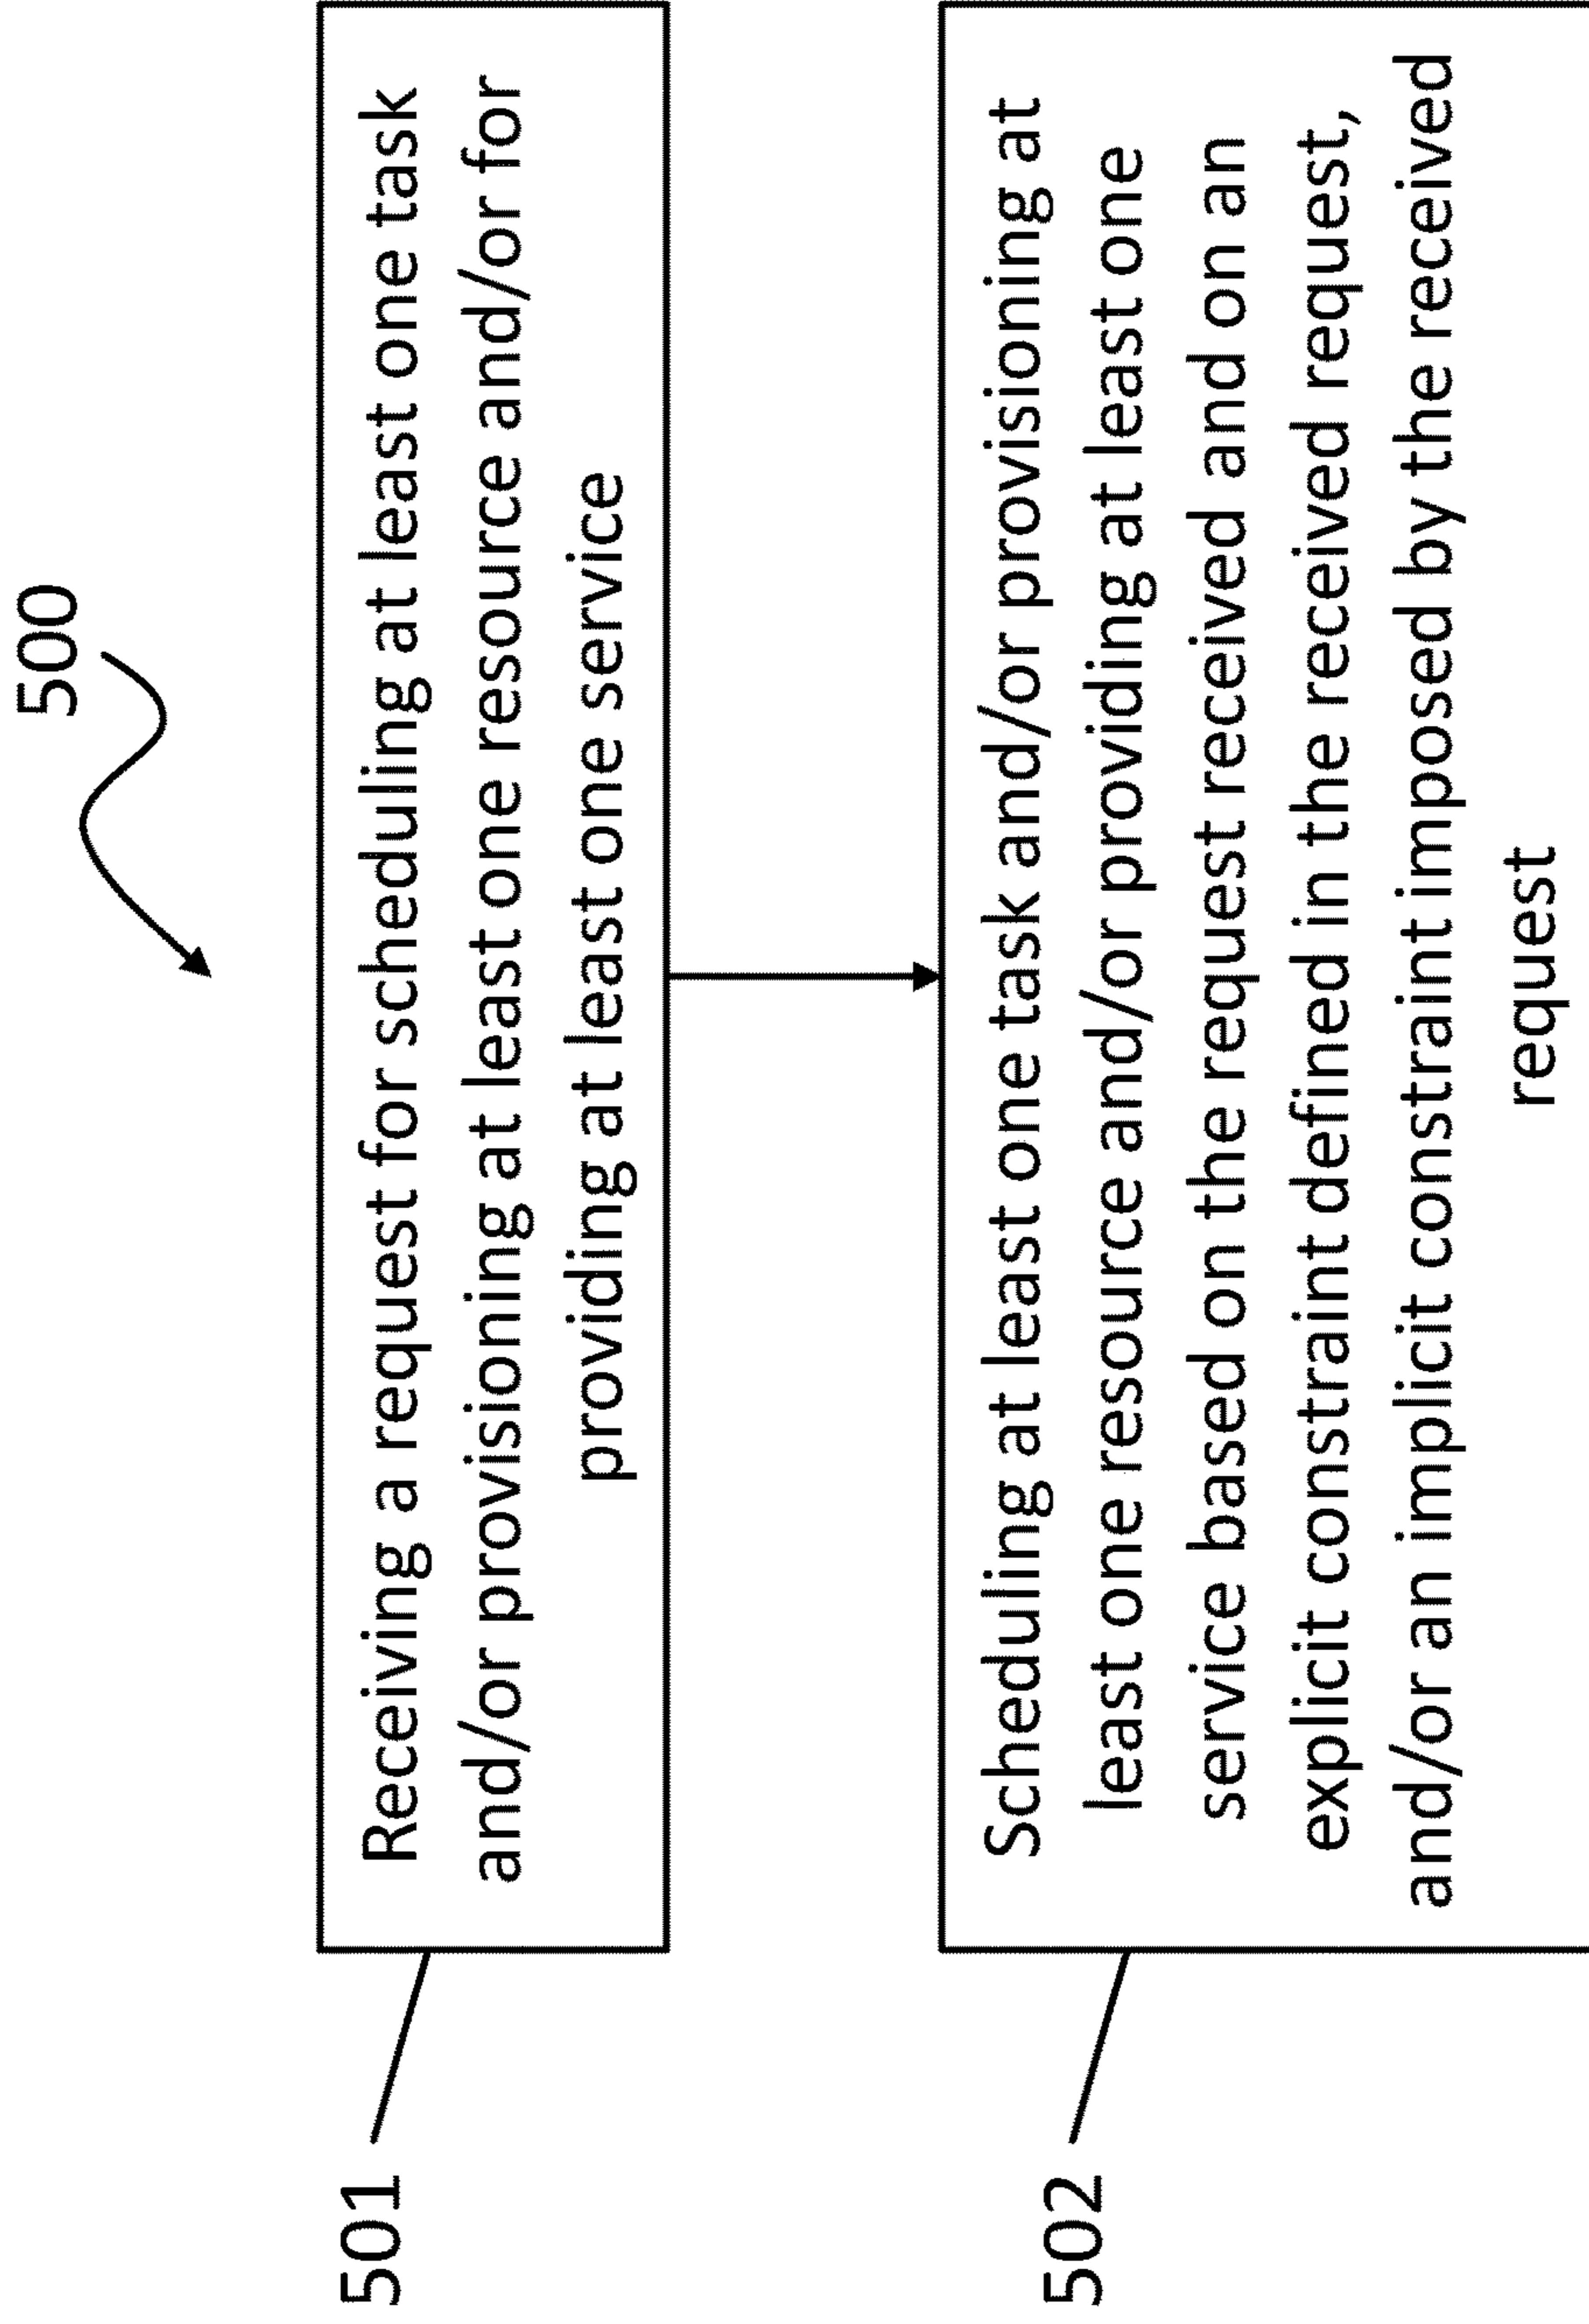 500
501
Receiving a request for scheduling at least one task
and/or provisioning at least one resource and/or for
providing at least one service
502
Scheduling at least one task and/or provisioning at
least one resource and/or providing at least one
service based on the request received and on an
explicit constraint defined in the received request,
and/or an implicit constraint imposed by the received
request